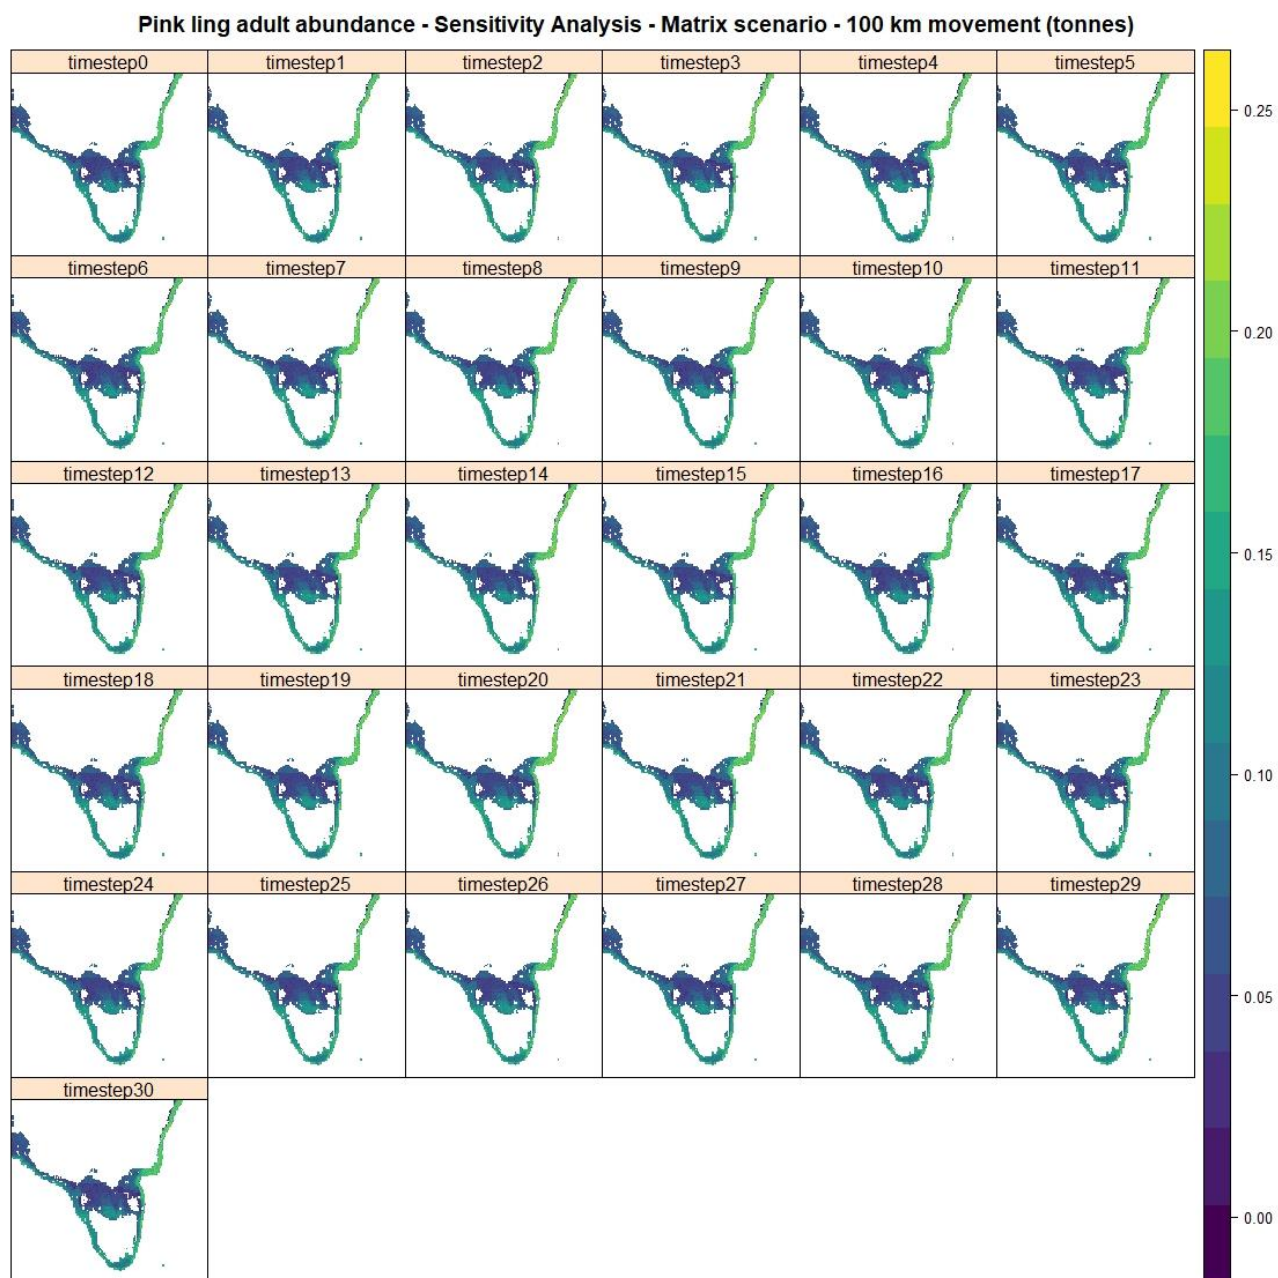 Pink ling adult abundance - Sensitivity Analysis - Matrix scenario - 100 km movement (tonnes)
timestep0 timestep1 timestep2 timestep3 timestep4 timestep5
0.25
timestep6 timestep7 timestep8 timestep9 timestep10 timestep11
0.20
timestep12 timestep13 timestep14 timestep15 timestep16 timestep17
0.15
timestep18 timestep19 timestep20 timestep21 timestep22 timestep23
0.10
timestep24 timestep25 timestep26 timestep27 timestep28 timestep29
0.05
timestep30
0.00